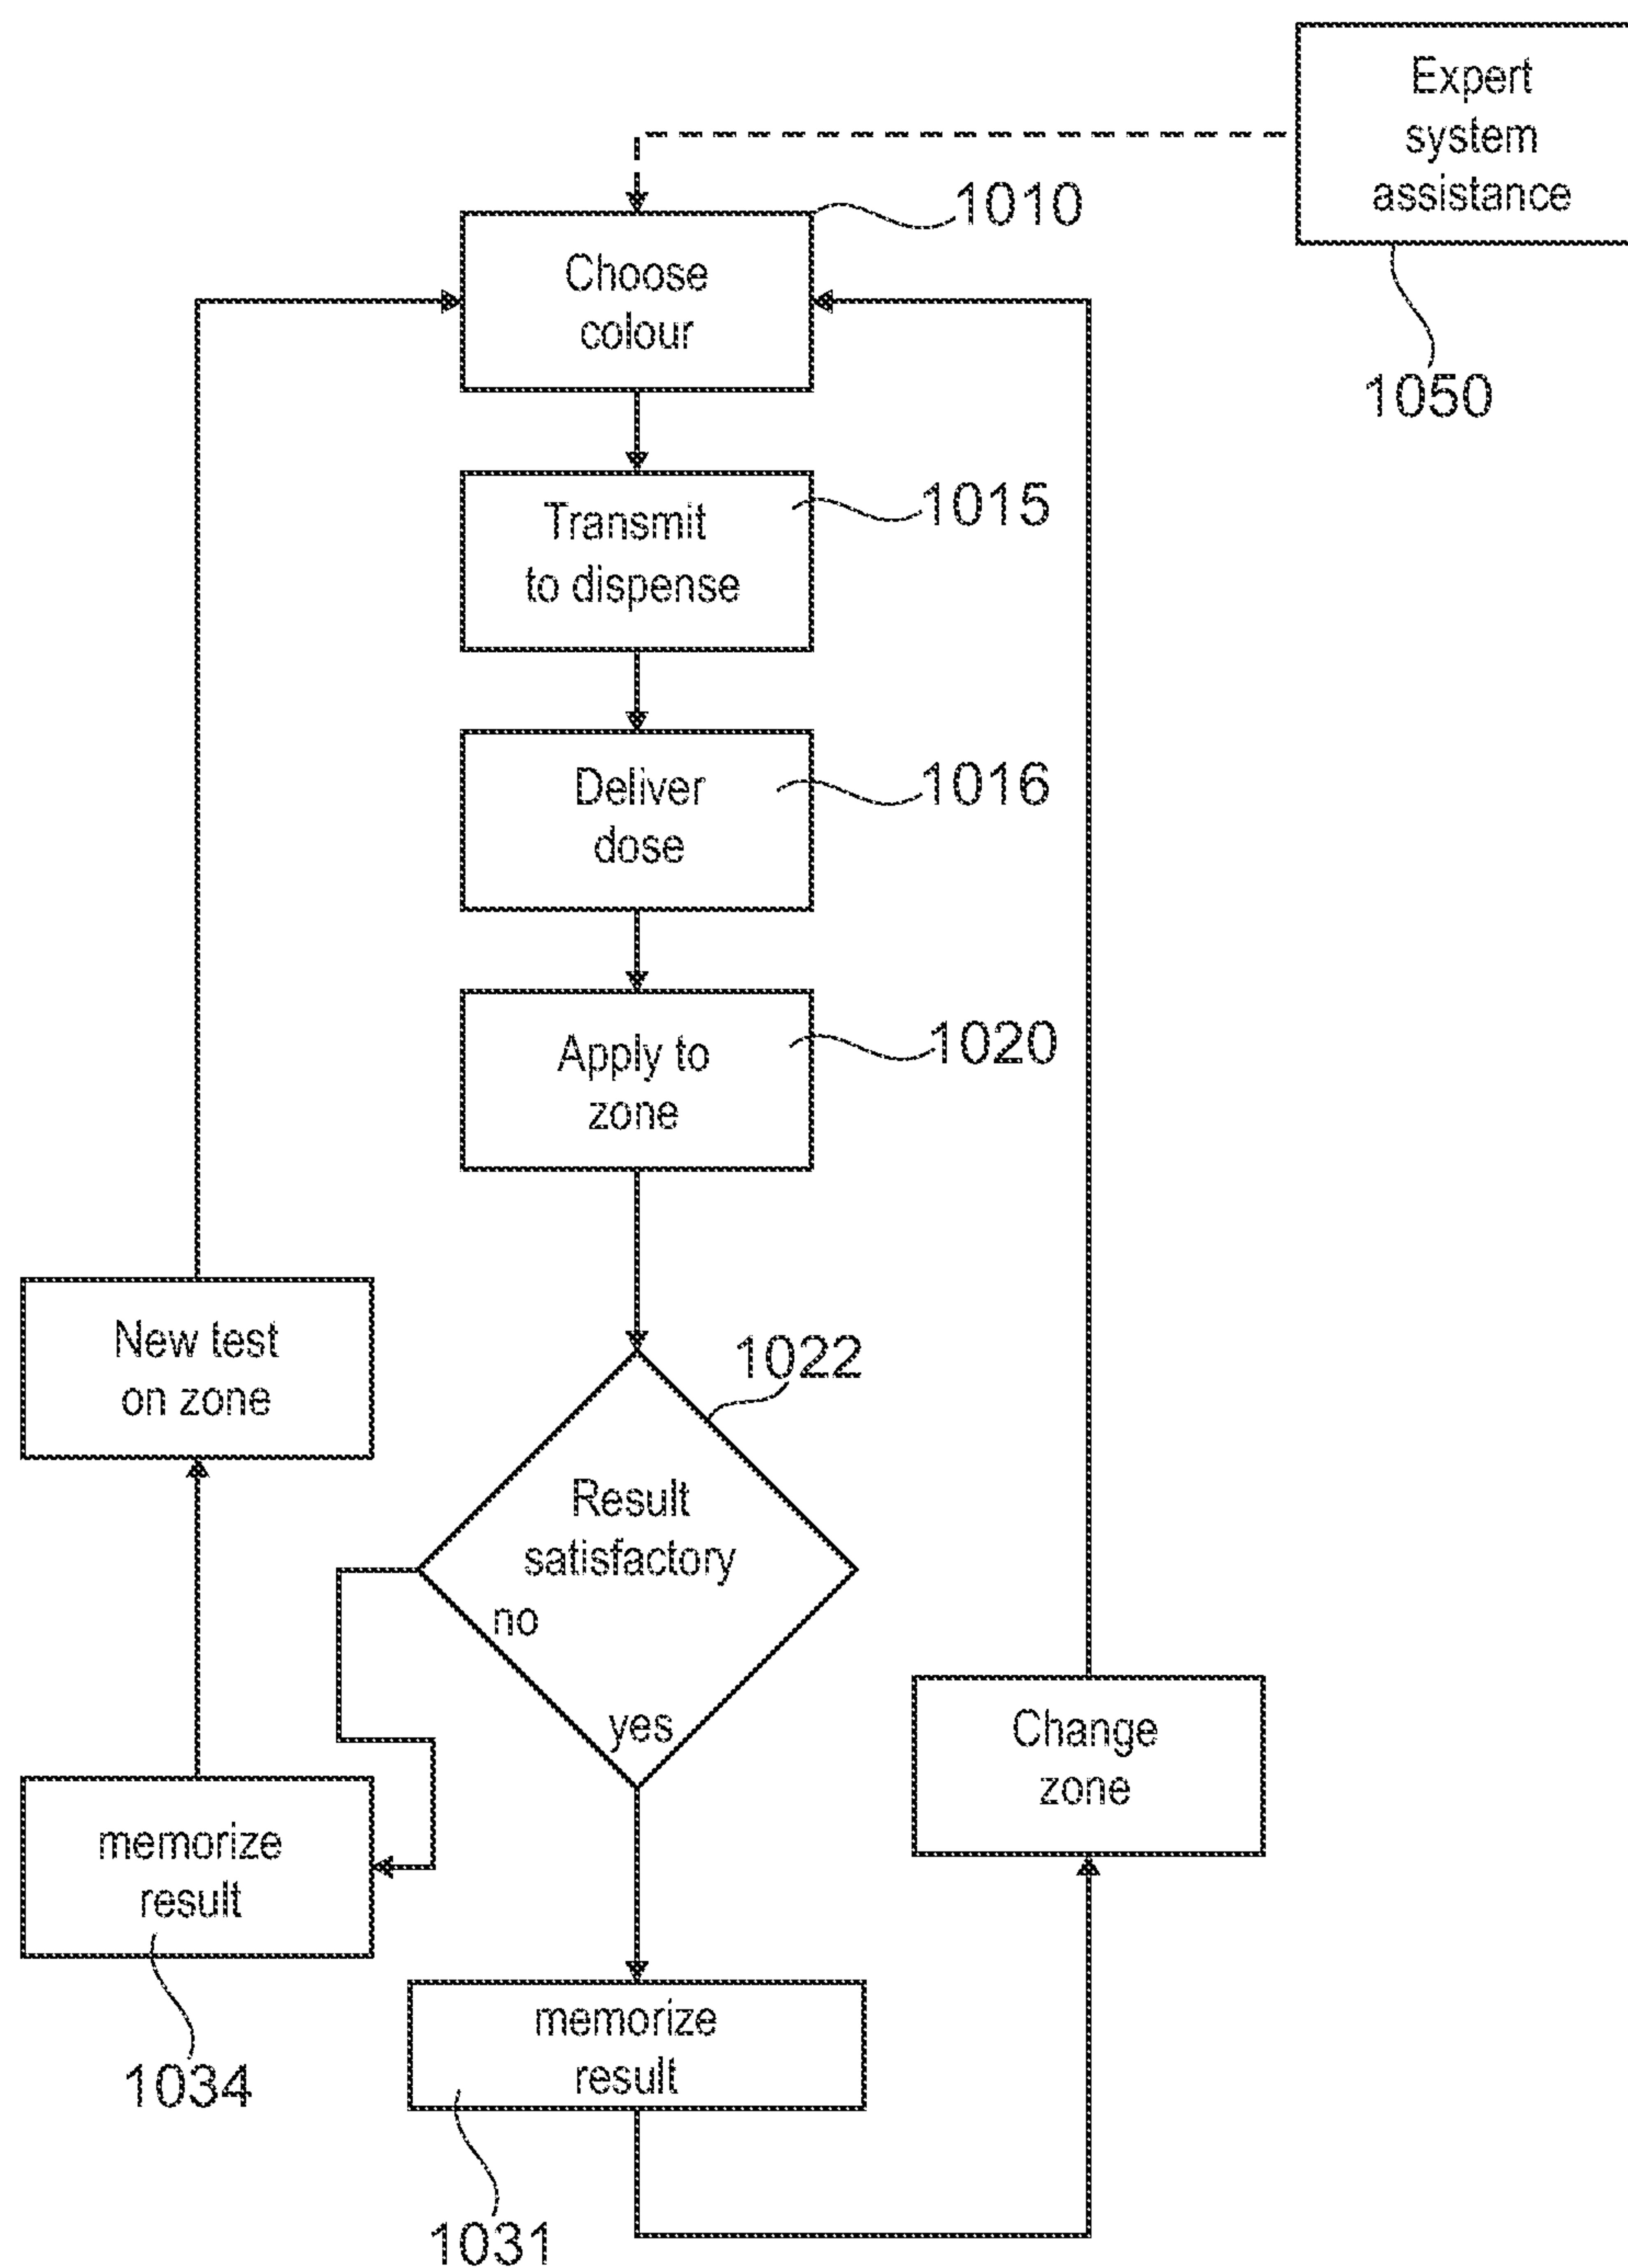 Expert
system
assistance
1050
1010
Choose
colour
Transmit
to dispense
1015
Deliver
dose
1016
Apply to
zone
1020
New test
on zone
1022
Result
satisfactory
no
yes
Change
zone
memorize
result
1034
memorize
result
1031